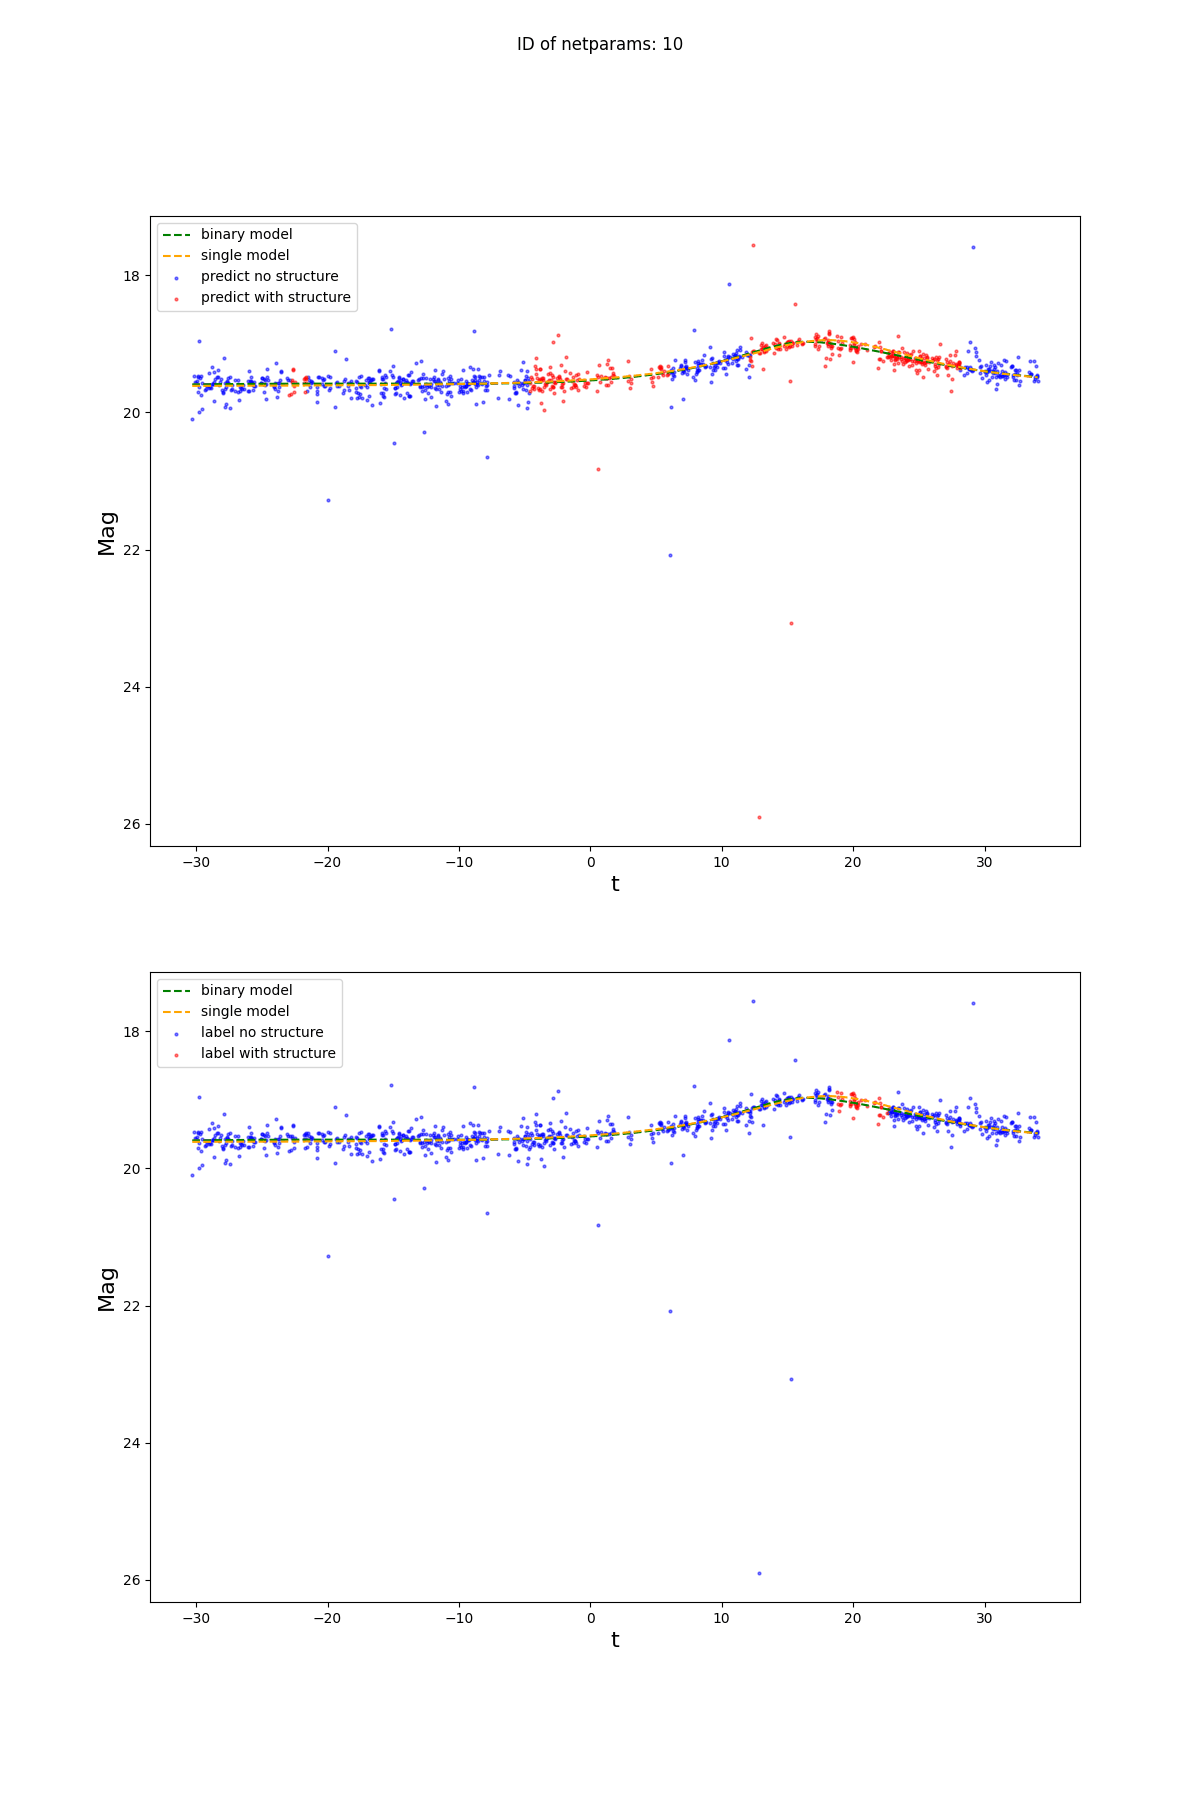 ID of netparams: 10
binary model
single model
predict no structure
predict with structure
18
20
22
24
26
Mag
−30 −20 −10 0 10 20 30
t
binary model
single model
label no structure
label with structure
18
20
22
24
26
Mag
−30 −20 −10 0 10 20 30
t